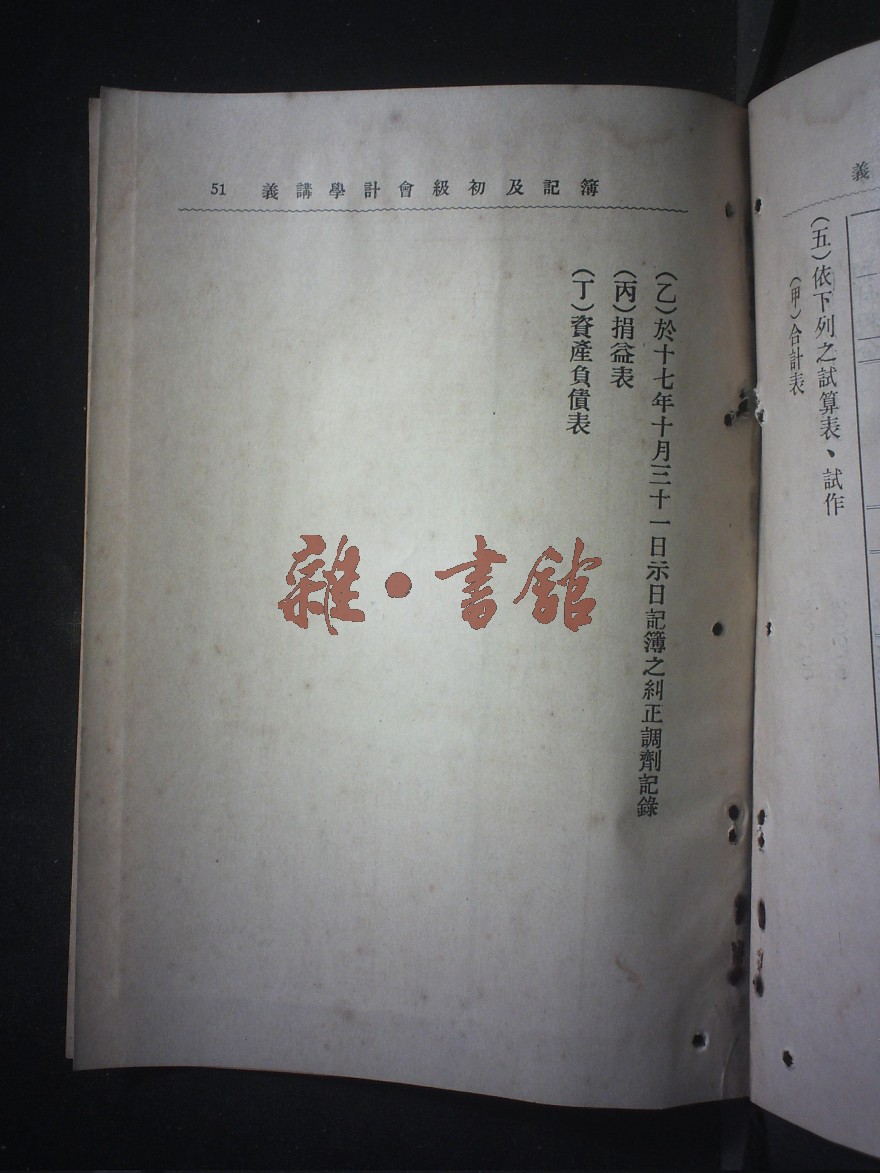 義
(五)依下列之試算表、試作
(甲)合計表
簿記及初級會計學講義 51
(乙)於十七年十月三十一日示日記簿之糾正調劑記錄
(丙)捐益表
(丁)資產負債表
雜·書館